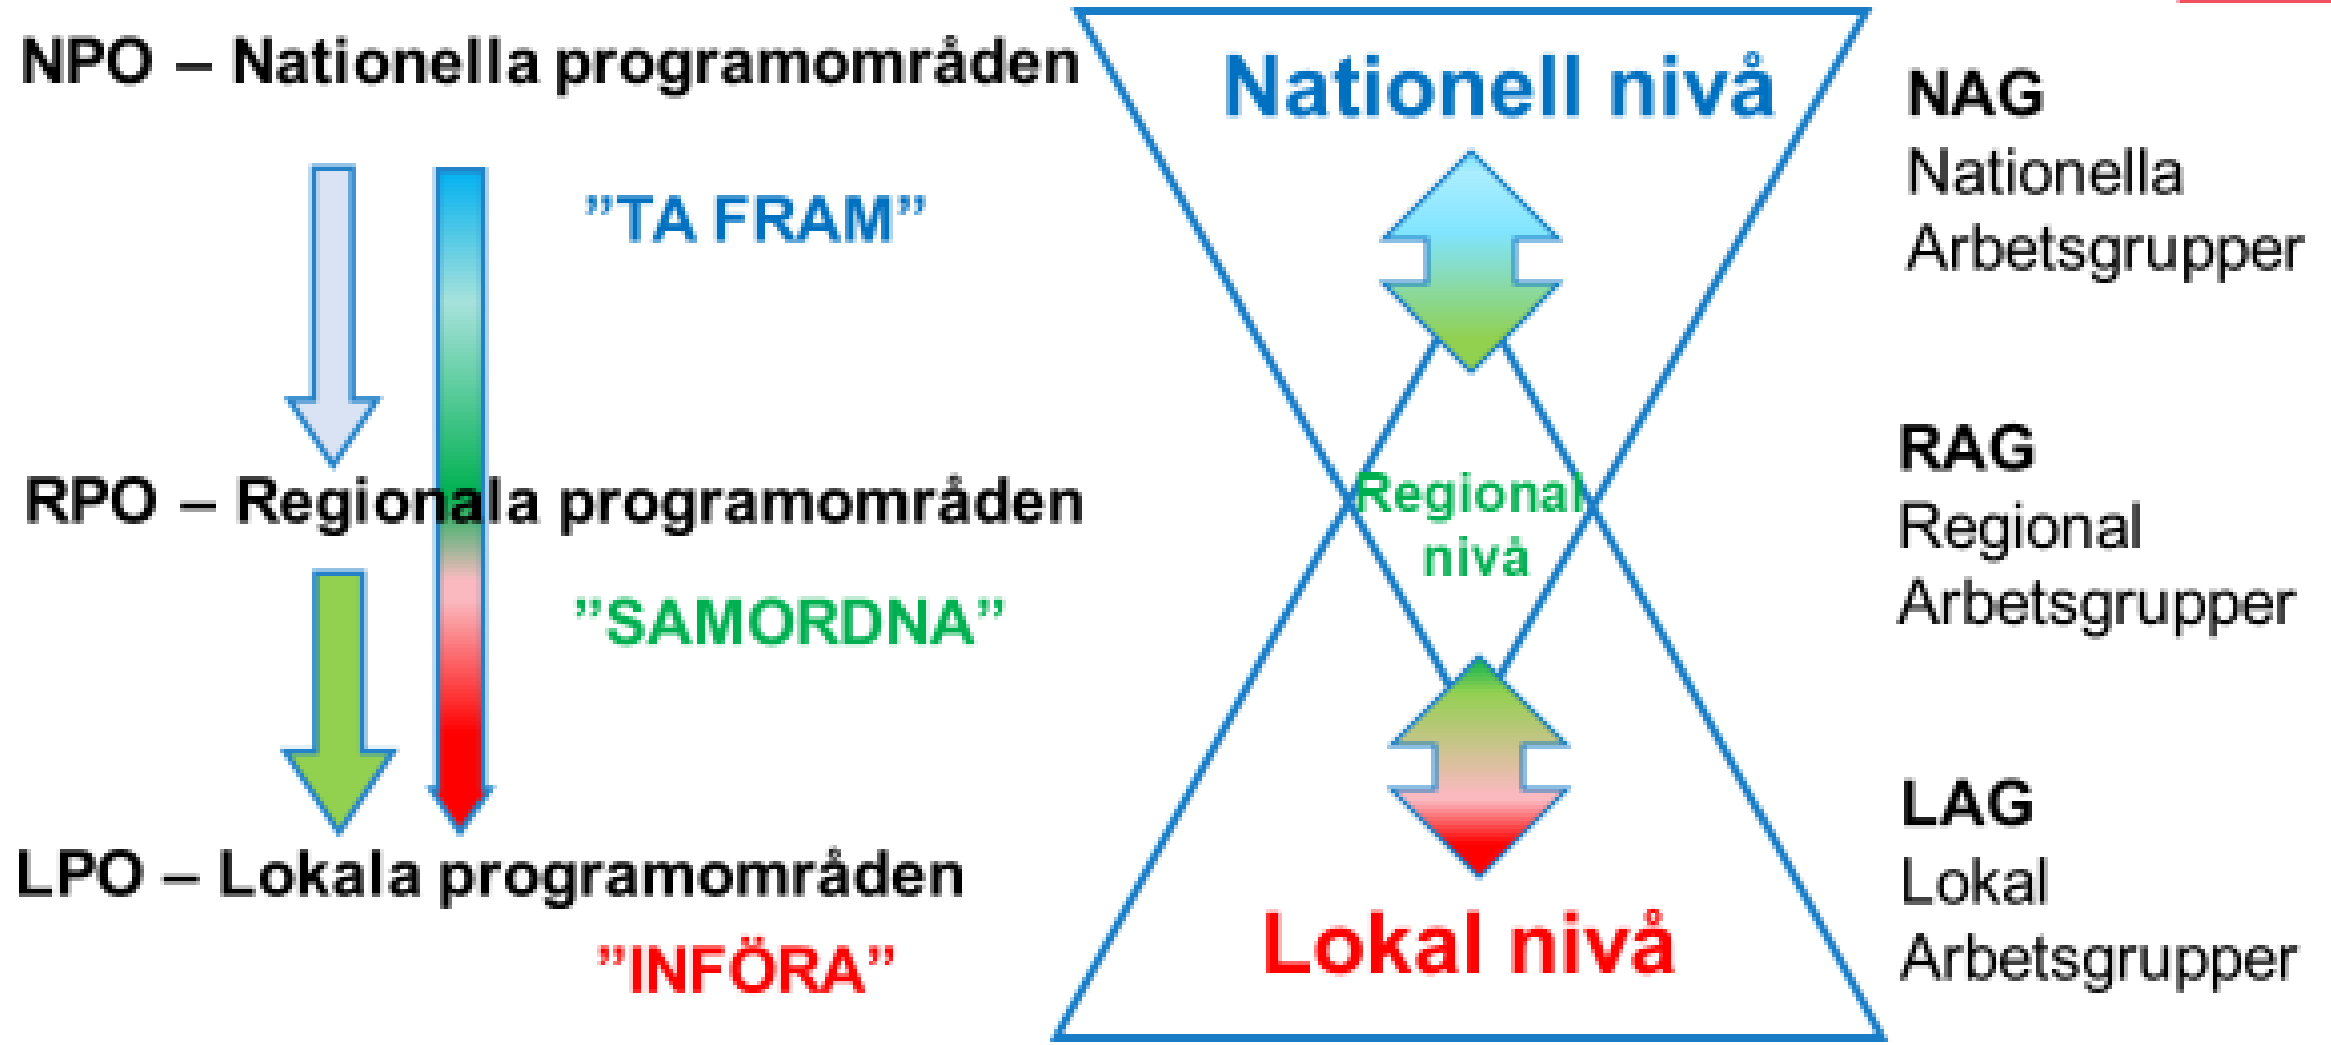 NPO – Nationella programområden
”TA FRAM”
RPO – Regionala programområden
”SAMORDNA”
LPO – Lokala programområden
”INFÖRA”
Nationell nivå
Regional
nivå
Lokal nivå
NAG
Nationella
Arbetsgrupper
RAG
Regional
Arbetsgrupper
LAG
Lokal
Arbetsgrupper